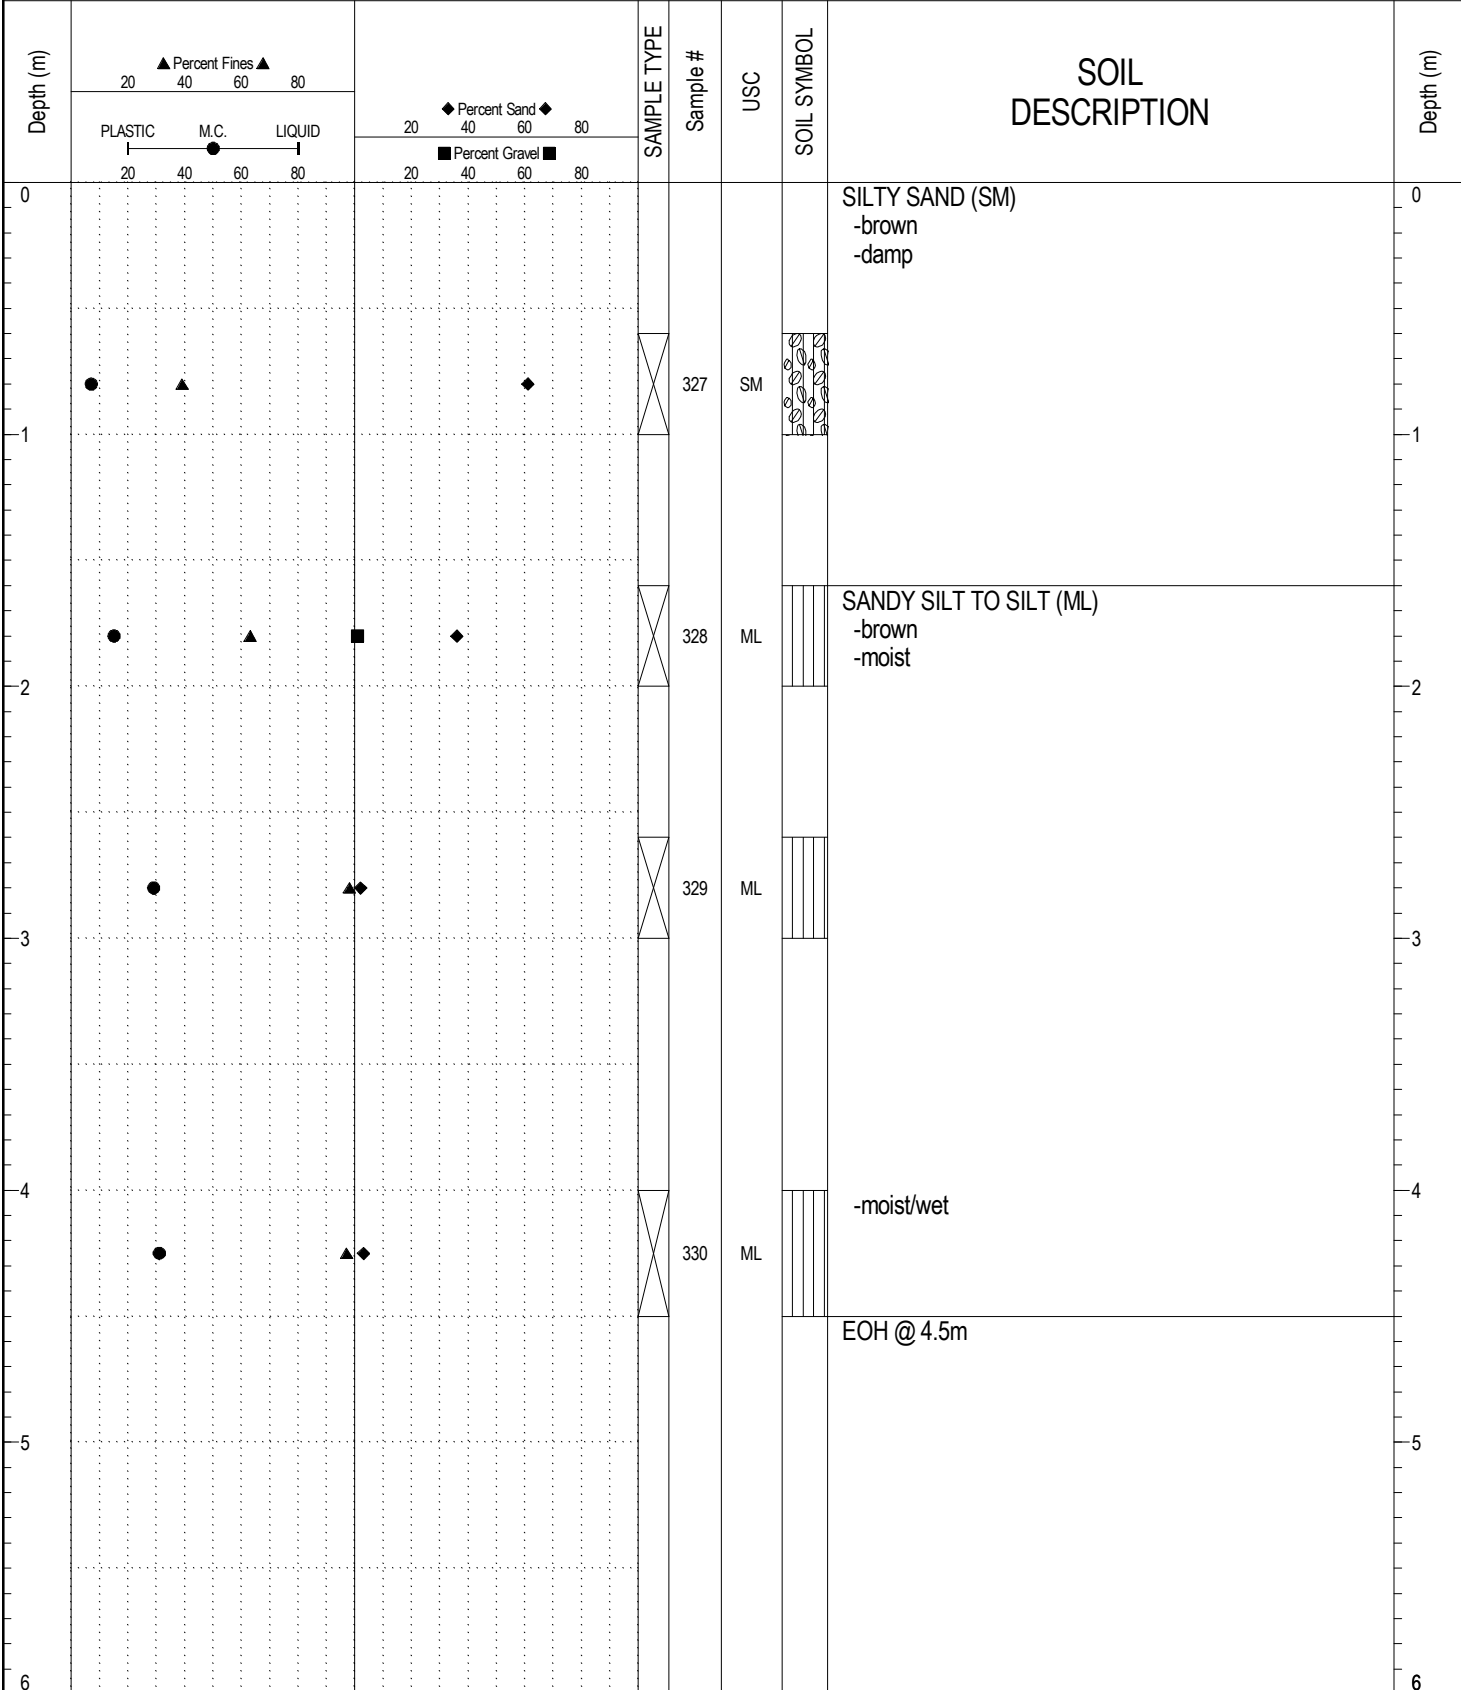 Depth (m)
▲ Percent Fines ▲
20 40 60 80
PLASTIC M.C. LIQUID
20 40 60 80
◆ Percent Sand ◆
20 40 60 80
■ Percent Gravel ■
20 40 60 80
SAMPLE TYPE
Sample #
USC
SOIL SYMBOL
SOIL
DESCRIPTION
Depth (m)
0 SILTY SAND (SM) 0
-brown
-damp
327 SM
1 1
SANDY SILT TO SILT (ML)
-brown
328 ML
-moist
2 2
329 ML
3 3
4 4
-moist/wet
330 ML
EOH @ 4.5m
5 5
6 6